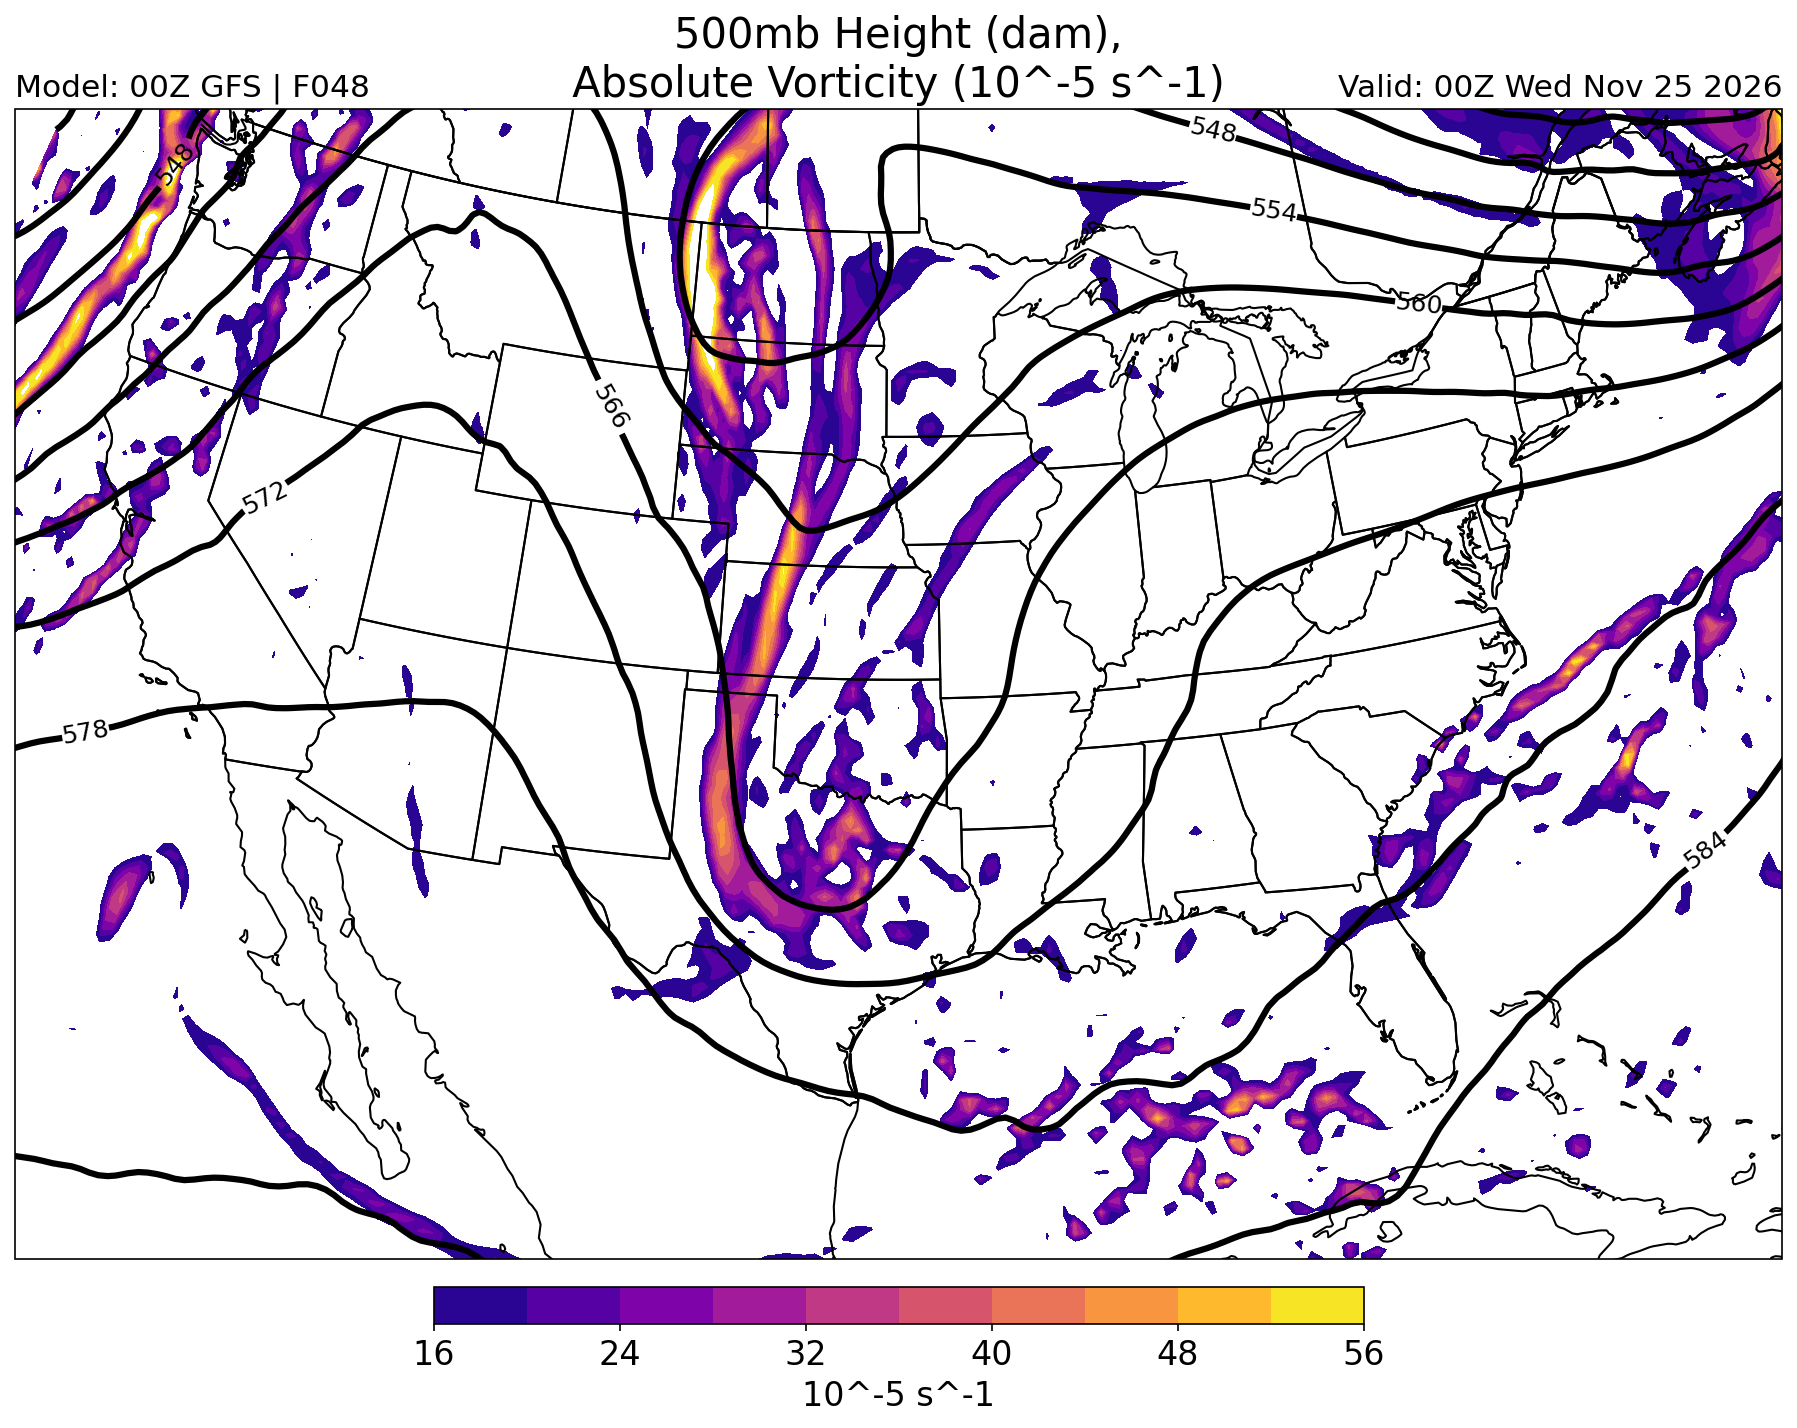 500mb Height (dam),
Absolute Vorticity (10^-5 s^-1)
Model: 00Z GFS | F048
Valid: 00Z Wed Nov 25 2026
548
548
554
560
566
572
578
584
16 24 32 40 48 56
10^-5 s^-1